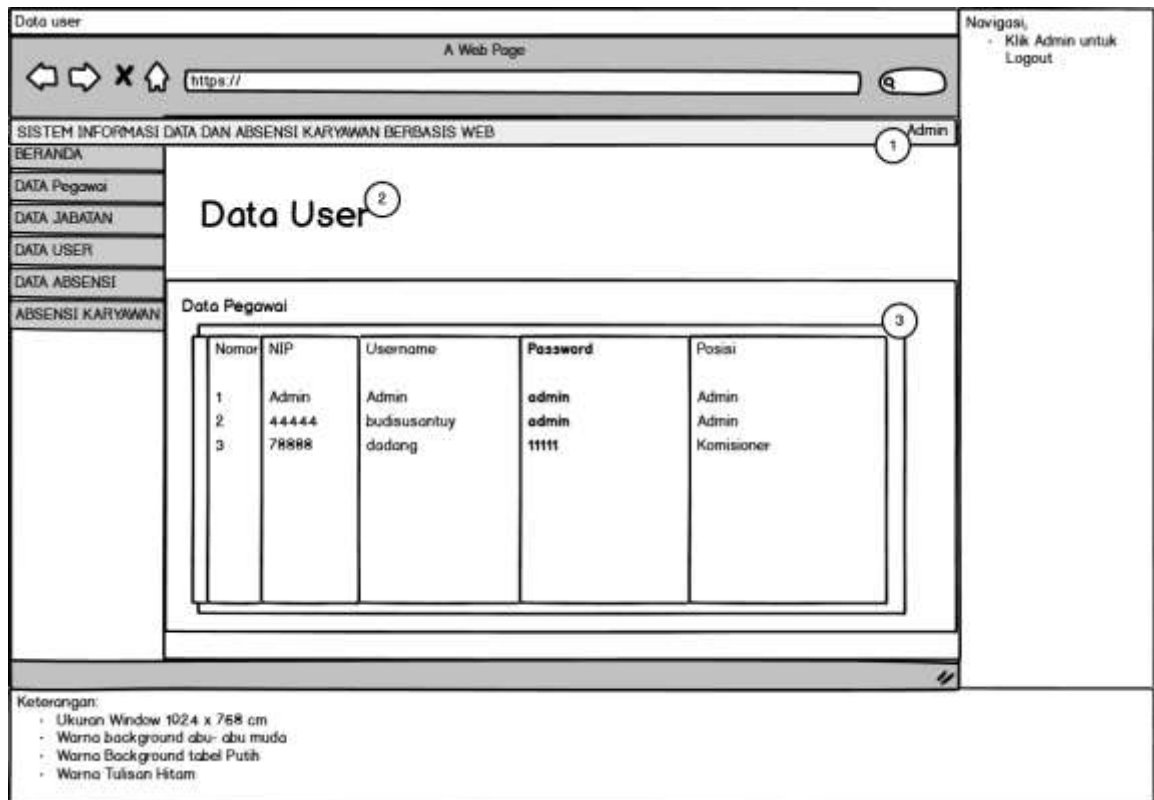 Data user
A Web Page
https://
SISTEM INFORMASI DATA DAN ABSENSI KARYAWAN BERBASIS WEB
Admin
1
BERANDA
DATA Pegawai
DATA JABATAN
DATA USER
DATA ABSENSI
ABSENSI KARYAWAN
Data User
2
Data Pegawai
3
Nomor NIP Username Password Posisi
1 Admin Admin admin Admin
2 44444 budisusantuy admin Admin
3 78888 dadang 11111 Komisioner
Navigasi,
- Klik Admin untuk
Logout
Keterangan:
- Ukuran Window 1024 x 768 cm
- Warna background abu- abu muda
- Warna Background tabel Putih
- Warna Tulisan Hitam